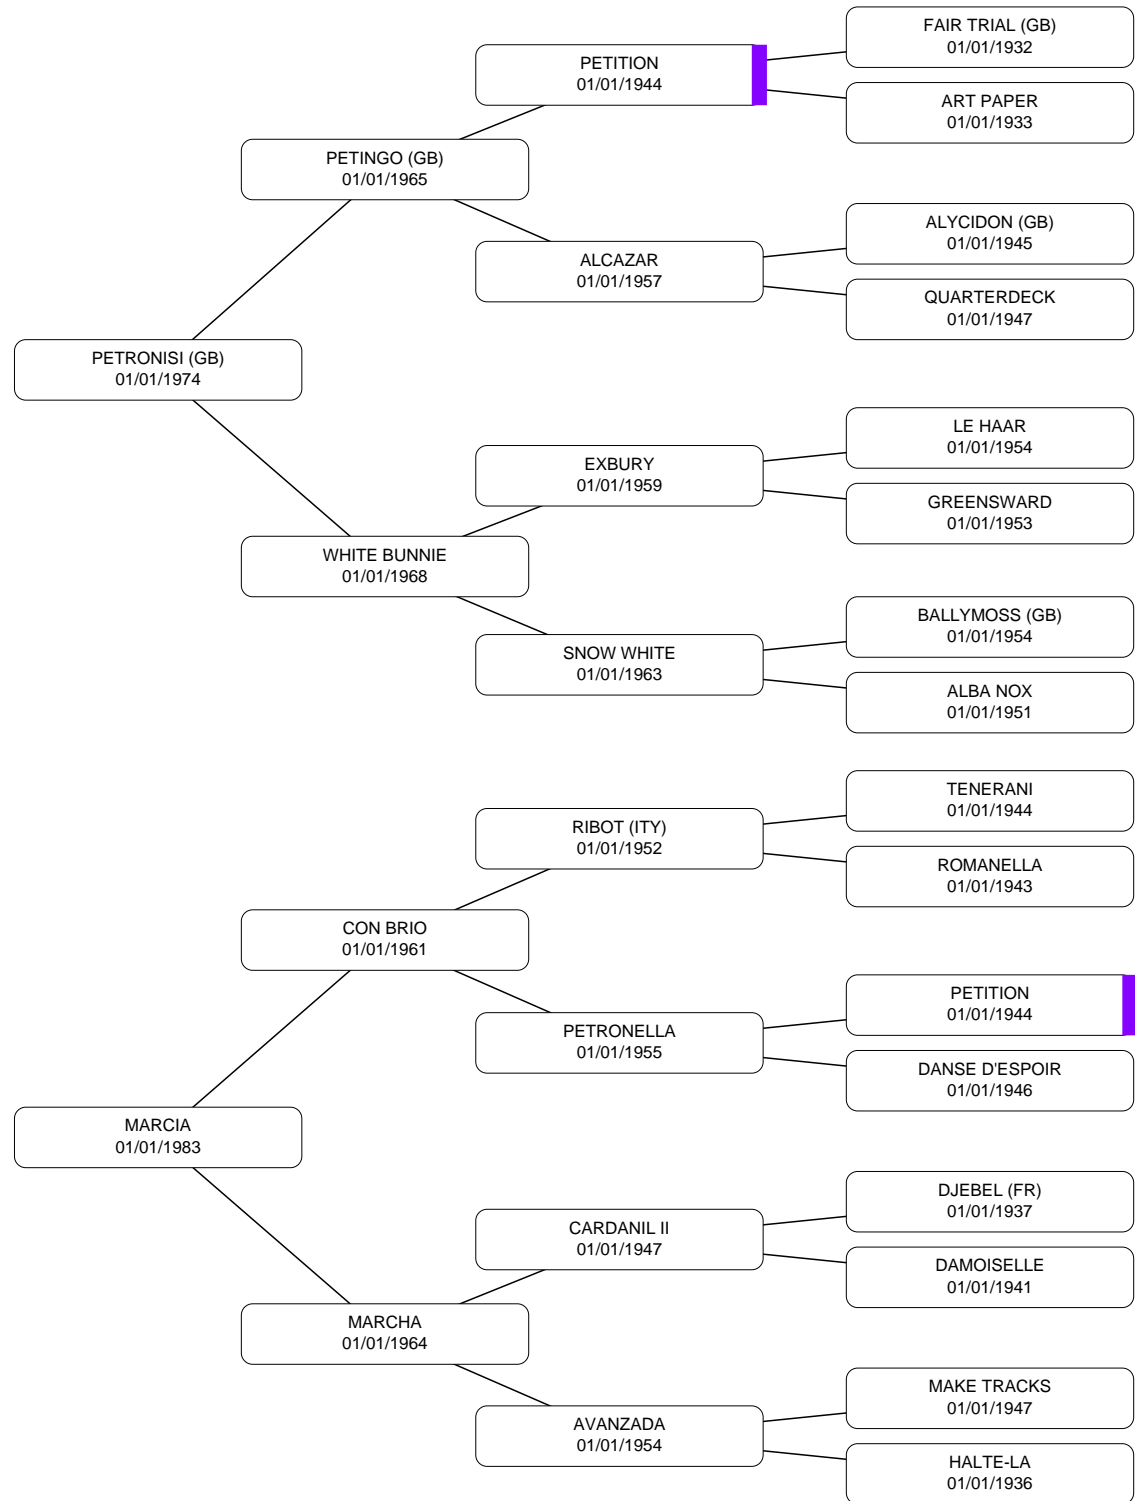 FAIR TRIAL (GB)
01/01/1932
PETITION
01/01/1944
ART PAPER
01/01/1933
PETINGO (GB)
01/01/1965
ALYCIDON (GB)
01/01/1945
ALCAZAR
01/01/1957
QUARTERDECK
01/01/1947
PETRONISI (GB)
01/01/1974
LE HAAR
01/01/1954
EXBURY
01/01/1959
GREENSWARD
01/01/1953
WHITE BUNNIE
01/01/1968
BALLYMOSS (GB)
01/01/1954
SNOW WHITE
01/01/1963
ALBA NOX
01/01/1951
TENERANI
01/01/1944
RIBOT (ITY)
01/01/1952
ROMANELLA
01/01/1943
CON BRIO
01/01/1961
PETITION
01/01/1944
PETRONELLA
01/01/1955
DANSE D'ESPOIR
01/01/1946
MARCIA
01/01/1983
DJEBEL (FR)
01/01/1937
CARDANIL II
01/01/1947
DAMOISELLE
01/01/1941
MARCHA
01/01/1964
MAKE TRACKS
01/01/1947
AVANZADA
01/01/1954
HALTE-LA
01/01/1936